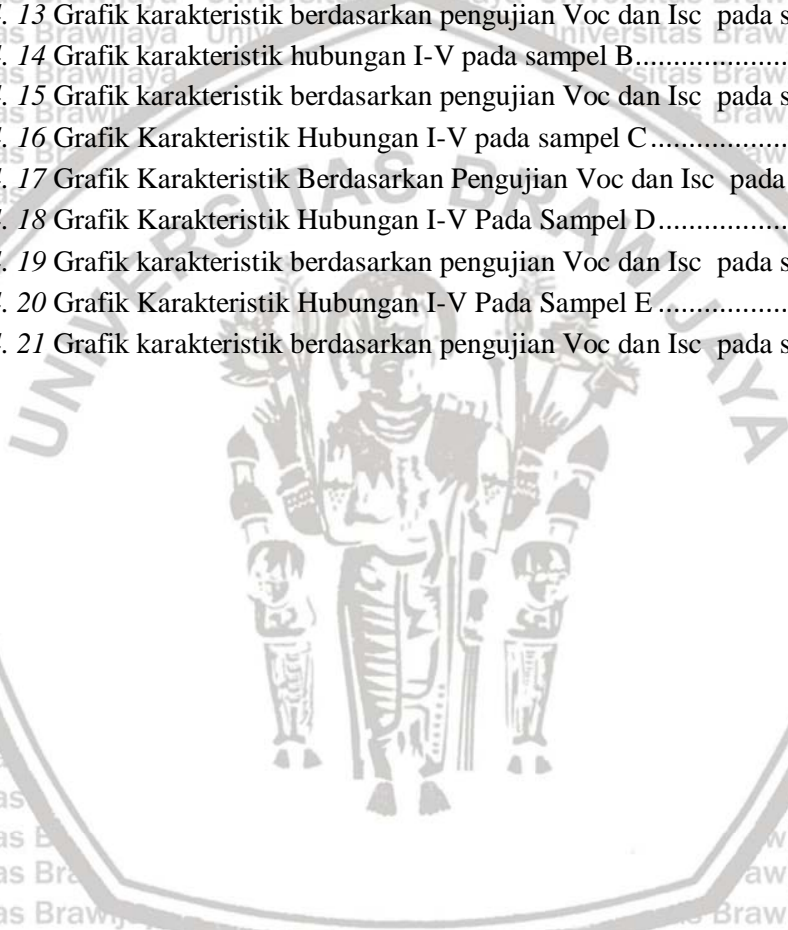 . 13 Grafik karakteristik berdasarkan pengujian Voc dan Isc pada s
. 14 Grafik karakteristik hubungan I-V pada sampel B...................
. 15 Grafik karakteristik berdasarkan pengujian Voc dan Isc pada s
. 16 Grafik Karakteristik Hubungan I-V pada sampel C..................
. 17 Grafik Karakteristik Berdasarkan Pengujian Voc dan Isc pada
. 18 Grafik Karakteristik Hubungan I-V Pada Sampel D.................
. 19 Grafik karakteristik berdasarkan pengujian Voc dan Isc pada s
. 20 Grafik Karakteristik Hubungan I-V Pada Sampel E.................
. 21 Grafik karakteristik berdasarkan pengujian Voc dan Isc pada s
UNIVERSITAS BRAWIJAYA